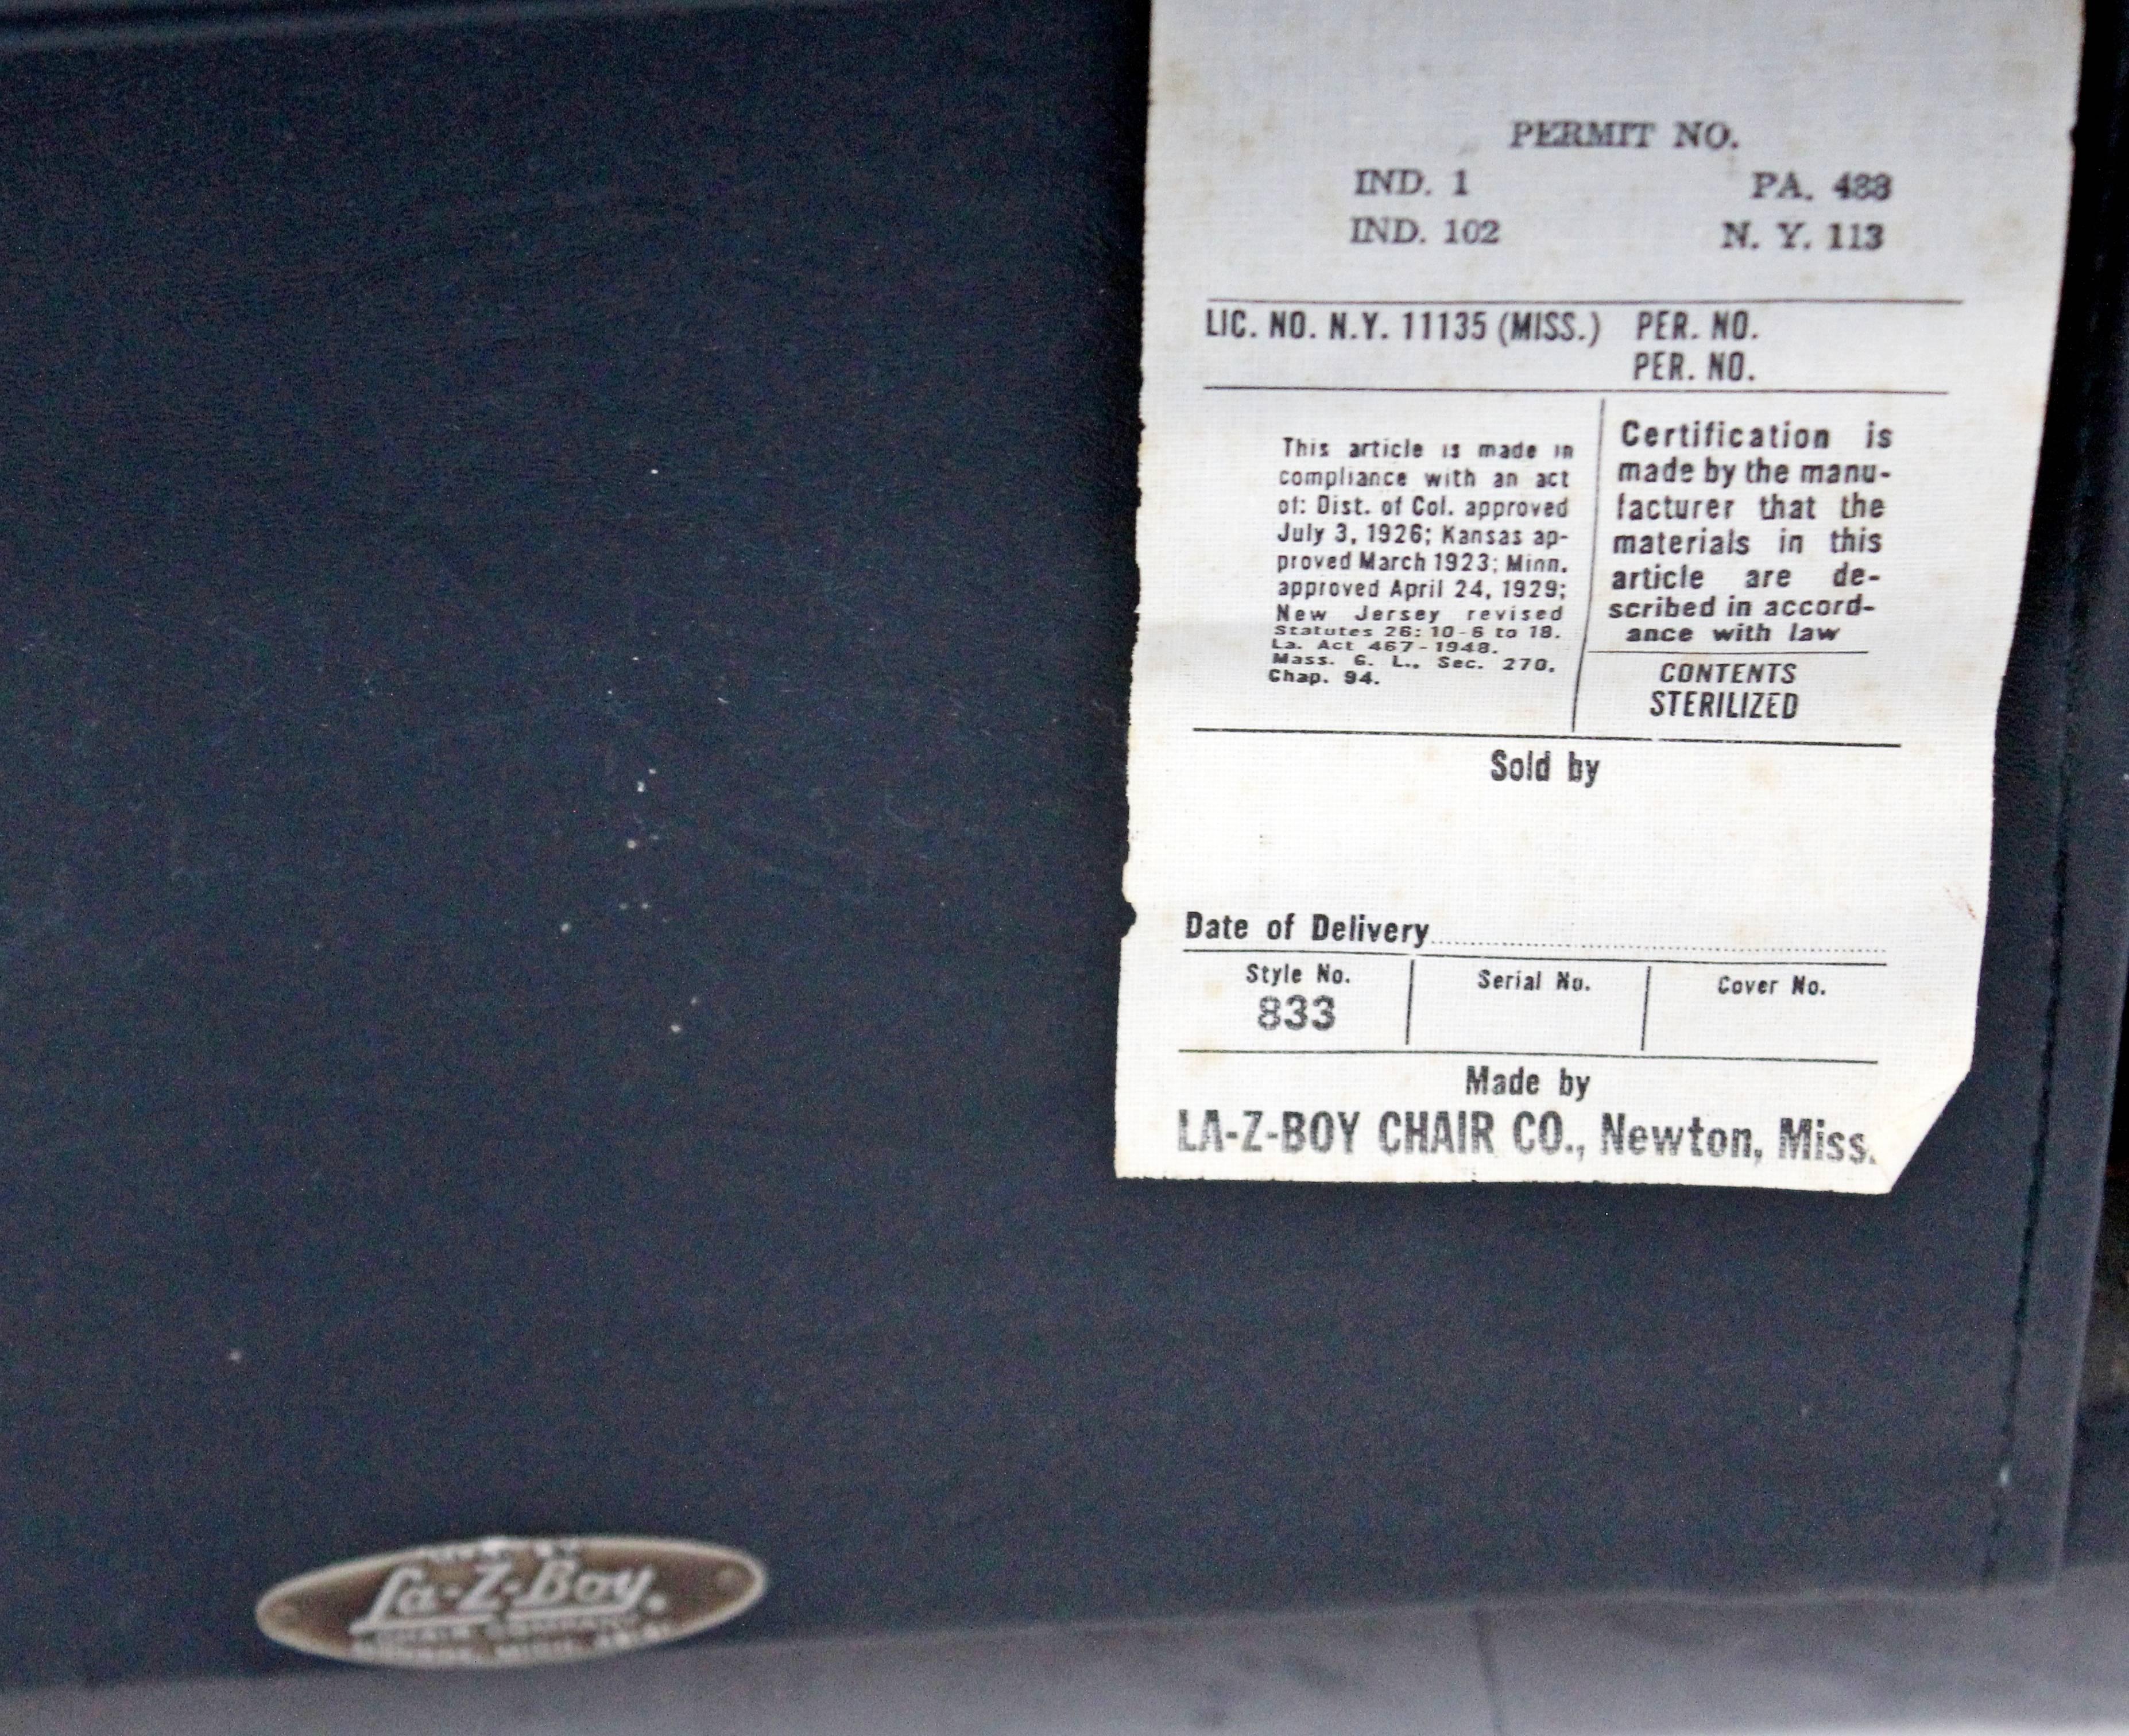 PERMIT NO.
IND. 1 PA. 488
IND. 102 N. Y. 113
LIC. NO. N.Y. 11135 (MISS.) PER. NO.
PER. NO.
This article is made in
compliance with an act
of: Dist. of Col. approved
July 3, 1926; Kansas ap-
proved March 1923; Minn.
approved April 24, 1929;
New Jersey revised
Statutes 26: 10-6 to 18.
La. Act 467-1948.
Mass. G. L., Sec. 270,
Chap. 94.
Certification is
made by the manu-
facturer that the
materials in this
article are de-
scribed in accord-
ance with law
CONTENTS
STERILIZED
Sold by
Date of Delivery
Style No. Serial No. Cover No.
833
Made by
LA-Z-BOY CHAIR CO., Newton, Miss.
La-Z-Boy
CHAIR COMPANY